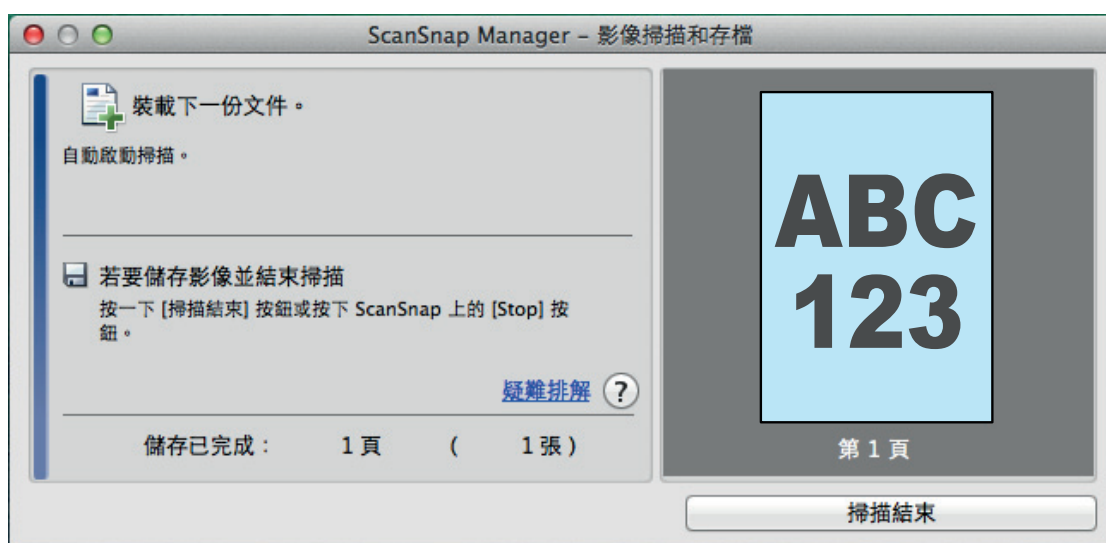 ScanSnap Manager – 影像掃描和存檔
裝載下一份文件。
自動啟動掃描。
若要儲存影像並結束掃描
按一下 [掃描結束] 按鈕或按下 ScanSnap 上的 [Stop] 按
鈕。
疑難排解 ?
儲存已完成： 1 頁 ( 1 張 )
ABC
123
第 1 頁
掃描結束